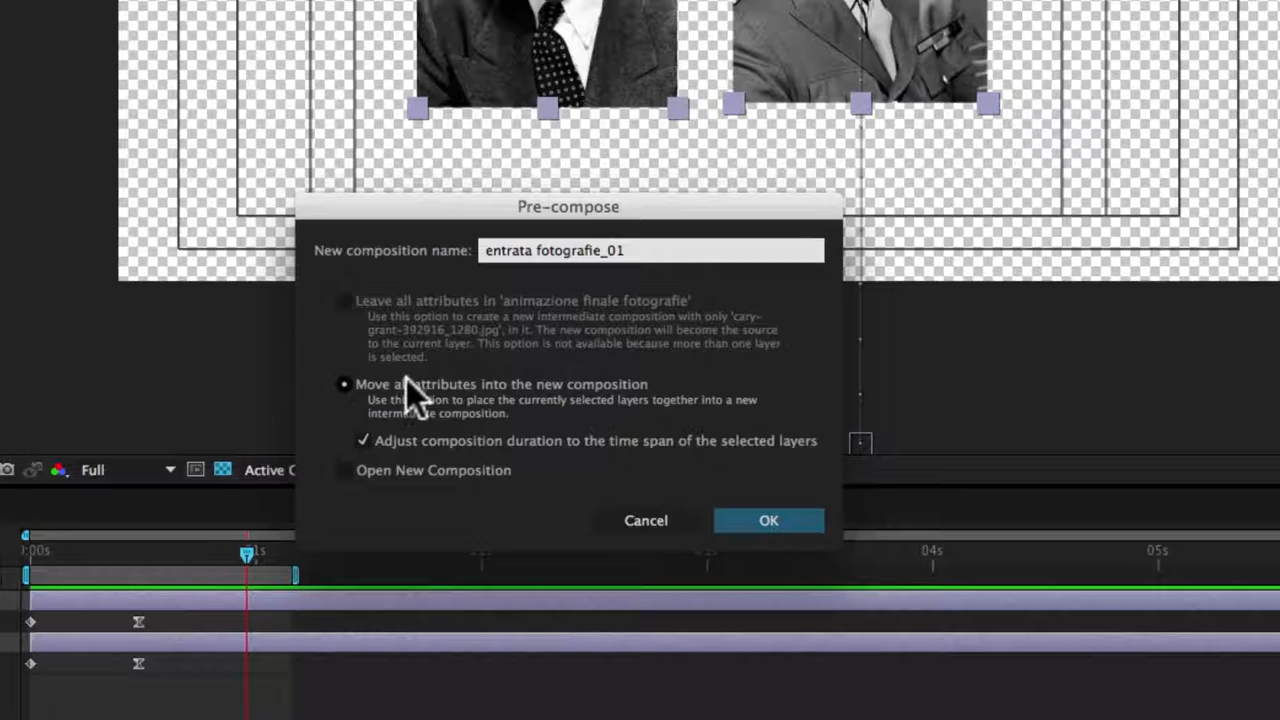 Pre-compose
New composition name: entrata fotografie_01
Leave all attributes in 'animazione finale fotografie'
Use this option to create a new intermediate composition with only 'cary-
grant-392916_1280.jpg', in it. The new composition will become the source
to the current layer. This option is not available because more than one layer
is selected.
Move attributes into the new composition
Use to place the currently selected layers together into a new
composition.
Adjust composition duration to the time span of the selected layers
Open New Composition
Full Active
Cancel OK
:00s 04s 05s